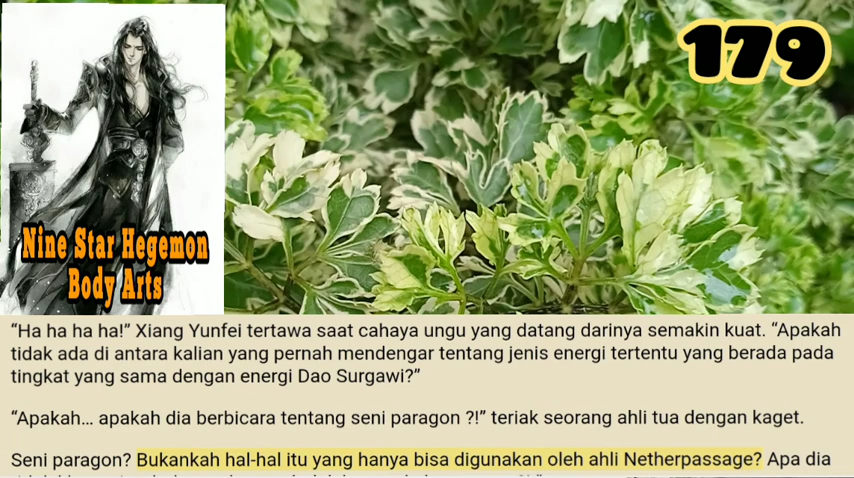 179
Nine Star Hegemon
Body Arts
“Ha ha ha ha!” Xiang Yunfei tertawa saat cahaya ungu yang datang darinya semakin kuat. “Apakah
tidak ada di antara kalian yang pernah mendengar tentang jenis energi tertentu yang berada pada
tingkat yang sama dengan energi Dao Surgawi?”
“Apakah… apakah dia berbicara tentang seni paragon ?!” teriak seorang ahli tua dengan kaget.
Seni paragon? Bukankah hal-hal itu yang hanya bisa digunakan oleh ahli Netherpassage? Apa dia